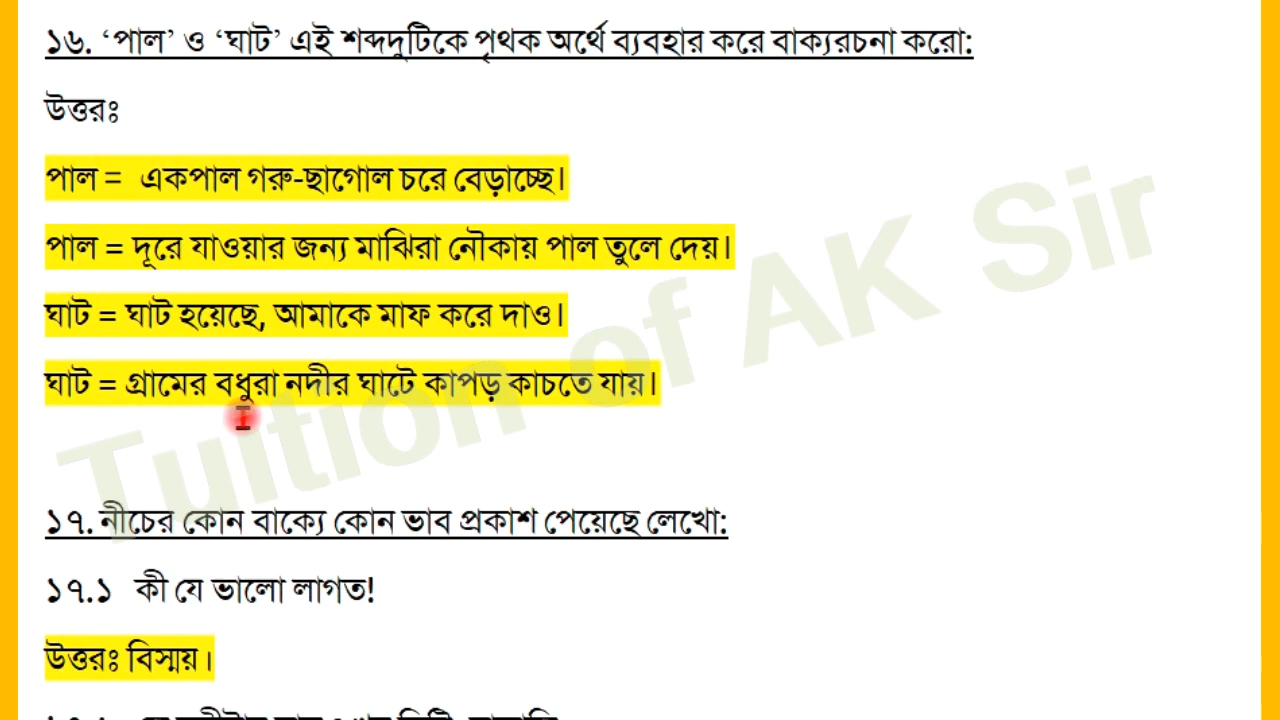 ১৬. ‘পাল’ ও ‘ঘাট’ এই শব্দদুটিকে পৃথক অর্থে ব্যবহার করে বাক্যরচনা করো:
উত্তরঃ
পাল = একপাল গরু-ছাগোল চরে বেড়াচ্ছে।
পাল = দূরে যাওয়ার জন্য মাঝিরা নৌকায় পাল তুলে দেয়।
ঘাট = ঘাট হয়েছে, আমাকে মাফ করে দাও।
ঘাট = গ্রামের বধুরা নদীর ঘাটে কাপড় কাচতে যায়।
Tuition of AK Sir
১৭. নীচের কোন বাক্যে কোন ভাব প্রকাশ পেয়েছে লেখো:
১৭.১ কী যে ভালো লাগত!
উত্তরঃ বিস্ময়।